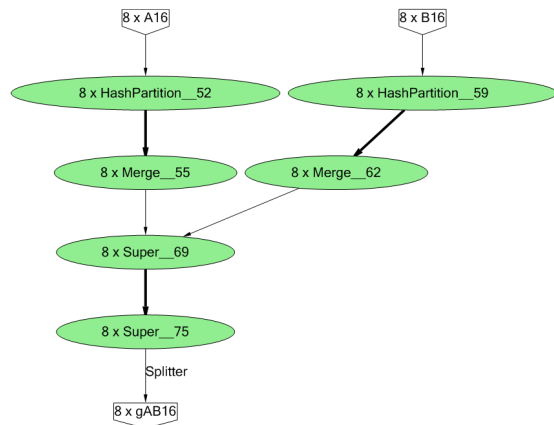 8 x A16
8 x B16
8 x HashPartition__52
8 x HashPartition__59
8 x Merge__55
8 x Merge__62
8 x Super__69
8 x Super__75
Splitter
8 x gAB16